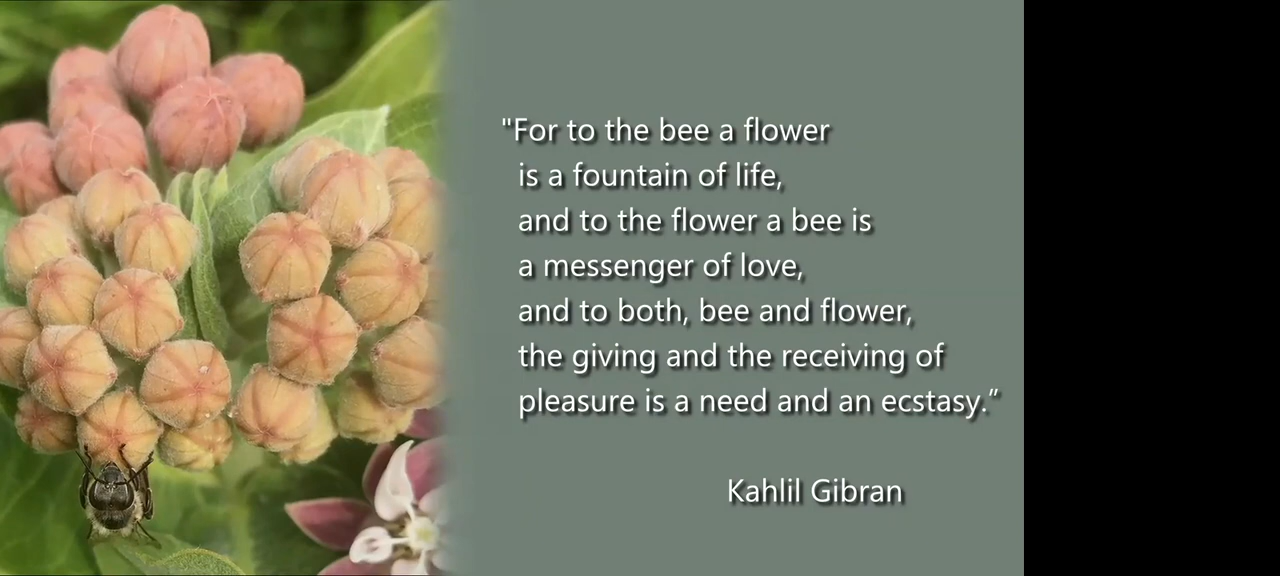 "For to the bee a flower
is a fountain of life,
and to the flower a bee is
a messenger of love,
and to both, bee and flower,
the giving and the receiving of
pleasure is a need and an ecstasy.”
Kahlil Gibran